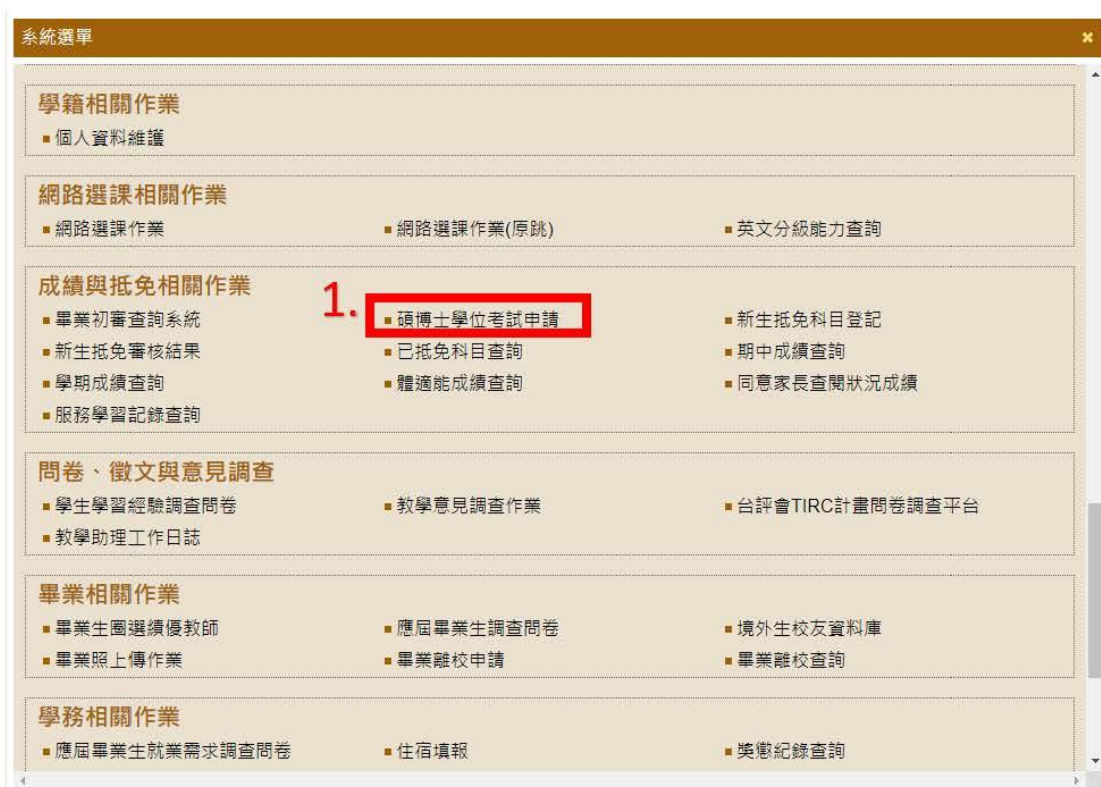 系統選單
學籍相關作業
▪個人資料維護
網路選課相關作業
▪網路選課作業 ▪網路選課作業(原跳) ▪英文分級能力查詢
成績與抵免相關作業
1.
▪畢業初審查詢系統 ▪碩博士學位考試申請 ▪新生抵免科目登記
▪新生抵免審核結果 ▪已抵免科目查詢 ▪期中成績查詢
▪學期成績查詢 ▪體適能成績查詢 ▪同意家長查閱狀況成績
▪服務學習記錄查詢
問卷、徵文與意見調查
▪學生學習經驗調查問卷 ▪教學意見調查作業 ▪台評會TIRC計畫問卷調查平台
▪教學助理工作日誌
畢業相關作業
▪畢業生圈選績優教師 ▪應屆畢業生調查問卷 ▪境外生校友資料庫
▪畢業照上傳作業 ▪畢業離校申請 ▪畢業離校查詢
學務相關作業
▪應屆畢業生就業需求調查問卷 ▪住宿填報 ▪獎懲紀錄查詢